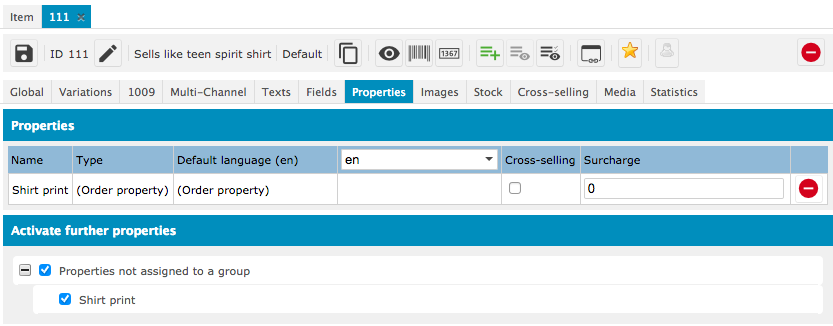 Item 111
ID 111 Sells like teen spirit shirt Default 1367
Global Variations 1009 Multi-Channel Texts Fields Properties Images Stock Cross-selling Media Statistics
Properties
Name Type Default language (en) en Cross-selling Surcharge
Shirt print (Order property) (Order property) 0
Activate further properties
Properties not assigned to a group
Shirt print